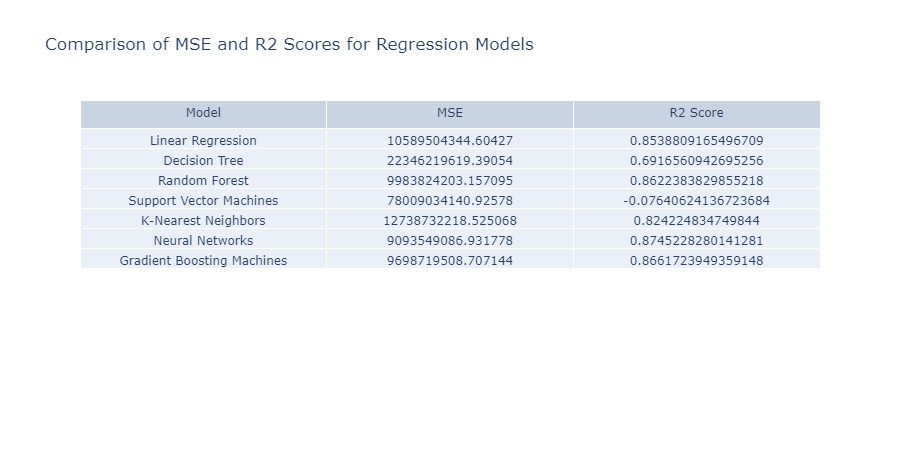 Comparison of MSE and R2 Scores for Regression Models
Model MSE R2 Score
Linear Regression 10589504344.60427 0.8538809165496709
Decision Tree 22346219619.39054 0.6916560942695256
Random Forest 9983824203.157095 0.8622383829855218
Support Vector Machines 78009034140.92578 -0.07640624136723684
K-Nearest Neighbors 12738732218.525068 0.824224834749844
Neural Networks 9093549086.931778 0.8745228280141281
Gradient Boosting Machines 9698719508.707144 0.8661723949359148